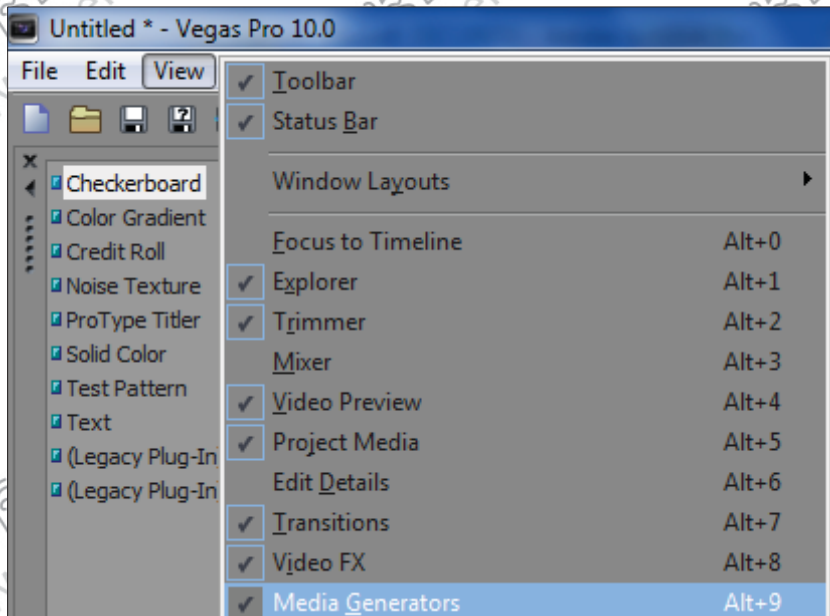 Untitled * - Vegas Pro 10.0
File Edit View
Toolbar
Status Bar
Window Layouts
Focus to Timeline Alt+0
Explorer Alt+1
Trimmer Alt+2
Mixer Alt+3
Video Preview Alt+4
Project Media Alt+5
Edit Details Alt+6
Transitions Alt+7
Video FX Alt+8
Media Generators Alt+9
Checkerboard
Color Gradient
Credit Roll
Noise Texture
ProType Titler
Solid Color
Test Pattern
Text
(Legacy Plug-In
(Legacy Plug-In